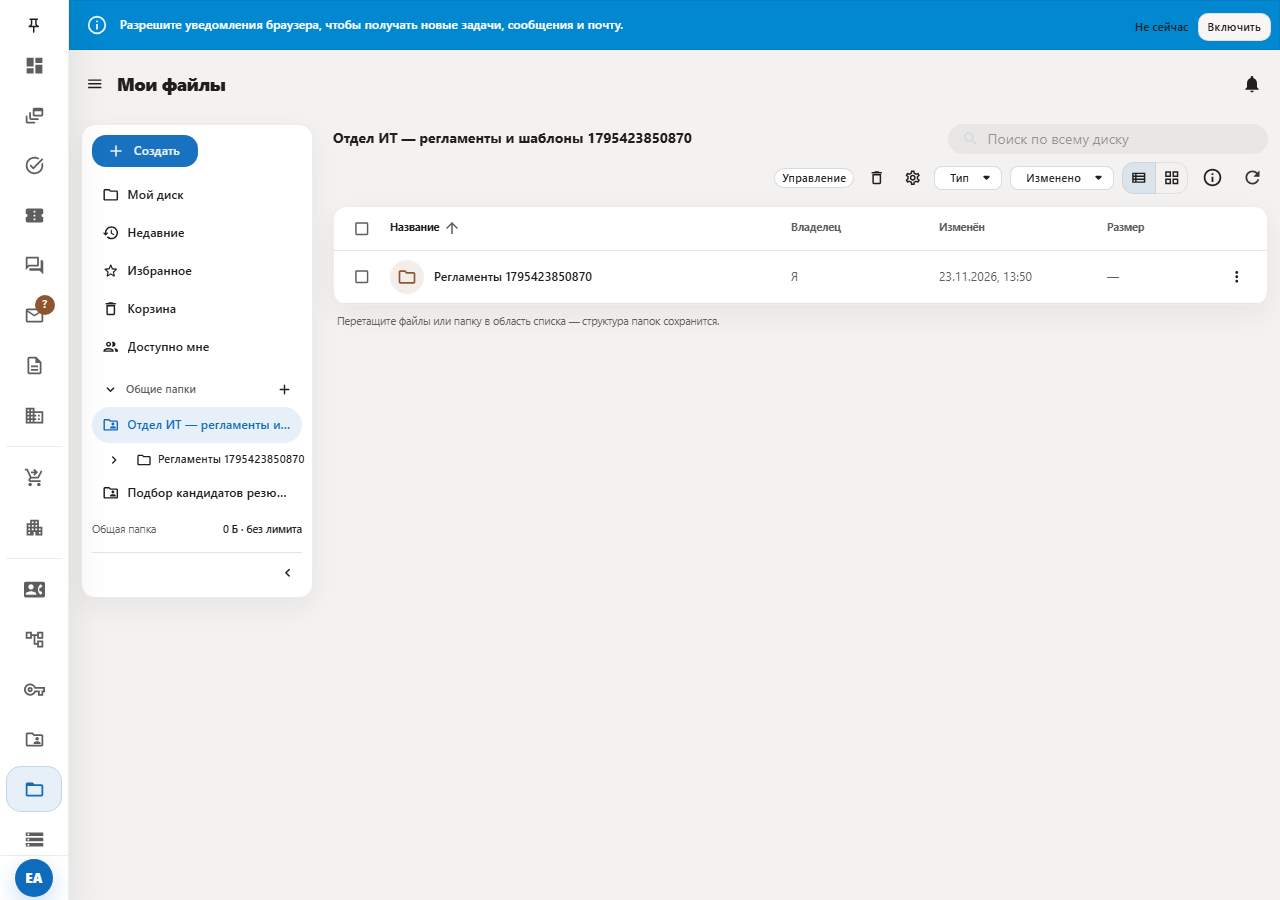 Разрешите уведомления браузера, чтобы получать новые задачи, сообщения и почту.
Не сейчас
Включить
Мои файлы
Создать
Мой диск
Недавние
Избранное
Корзина
Доступно мне
Общие папки
Отдел ИТ — регламенты и...
Регламенты 1795423850870
Подбор кандидатов резю...
Общая папка
0 Б · без лимита
Отдел ИТ — регламенты и шаблоны 1795423850870
Поиск по всему диску
Управление
Тип
Изменено
Название
Владелец
Изменён
Размер
Регламенты 1795423850870
Я
23.11.2026, 13:50
—
Перетащите файлы или папку в область списка — структура папок сохранится.
?
EA